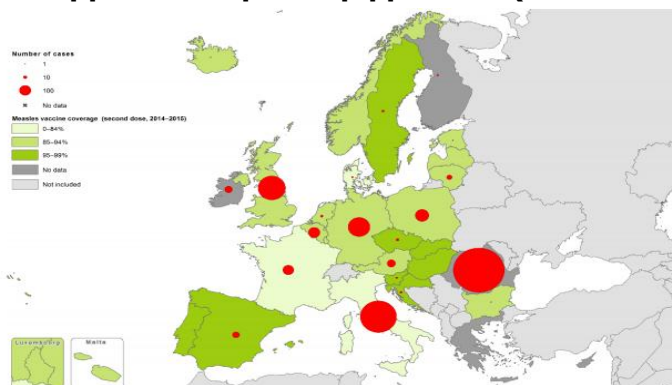 Number of cases
1
10
100
No data
Measles vaccine coverage (second dose, 2014–2015)
0–84%
85–94%
95–99%
No data
Not included
Luxembourg
Malta